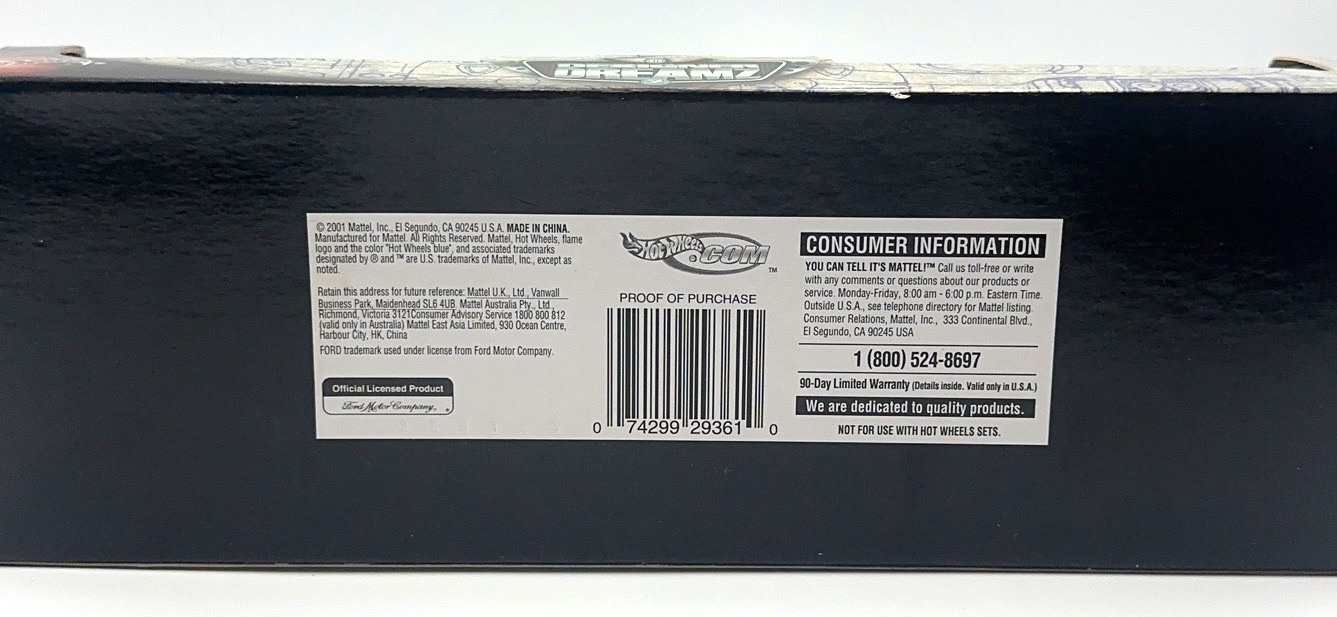 DREAMZ
© 2001 Mattel, Inc., El Segundo, CA 90245 U.S.A. MADE IN CHINA.
Manufactured for Mattel. All Rights Reserved. Mattel, Hot Wheels, flame
logo and the color "Hot Wheels blue", and associated trademarks
designated by ® and ™ are U.S. trademarks of Mattel, Inc., except as
noted.
Retain this address for future reference: Mattel U.K., Ltd., Vanwall
Business Park, Maidenhead SL6 4UB. Mattel Australia Pty., Ltd.,
Richmond, Victoria 3121Consumer Advisory Service 1800 800 812
(valid only in Australia) Mattel East Asia Limited, 930 Ocean Centre,
Harbour City, HK, China
FORD trademark used under license from Ford Motor Company.
Official Licensed Product
Ford Motor Company
HOT WHEELS.COM™
PROOF OF PURCHASE
0 74299 29361 0
CONSUMER INFORMATION
YOU CAN TELL IT'S MATTEL!™ Call us toll-free or write
with any comments or questions about our products or
service. Monday-Friday, 8:00 am - 6:00 p.m. Eastern Time.
Outside U.S.A., see telephone directory for Mattel listing.
Consumer Relations, Mattel, Inc., 333 Continental Blvd.,
El Segundo, CA 90245 USA
1 (800) 524-8697
90-Day Limited Warranty (Details inside. Valid only in U.S.A.)
We are dedicated to quality products.
NOT FOR USE WITH HOT WHEELS SETS.